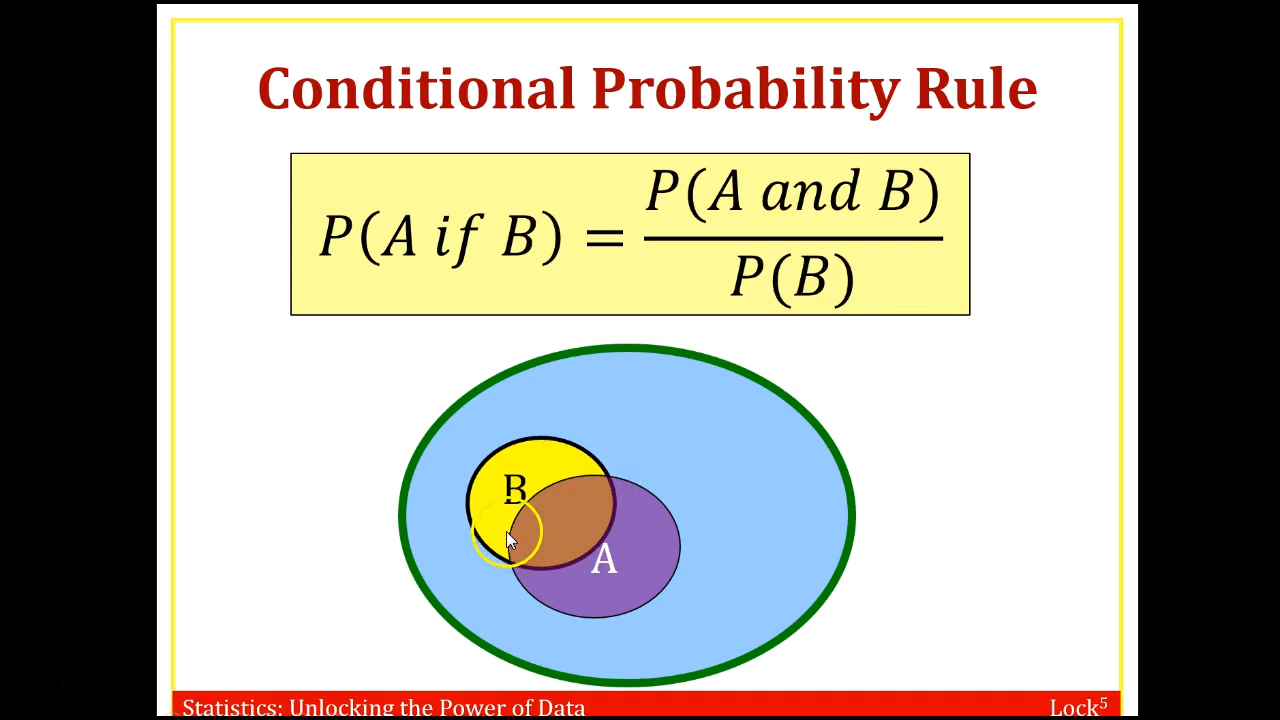 Conditional Probability Rule
P(A if B) = P(A and B) / P(B)
B
A
Statistics: Unlocking the Power of Data Lock⁵